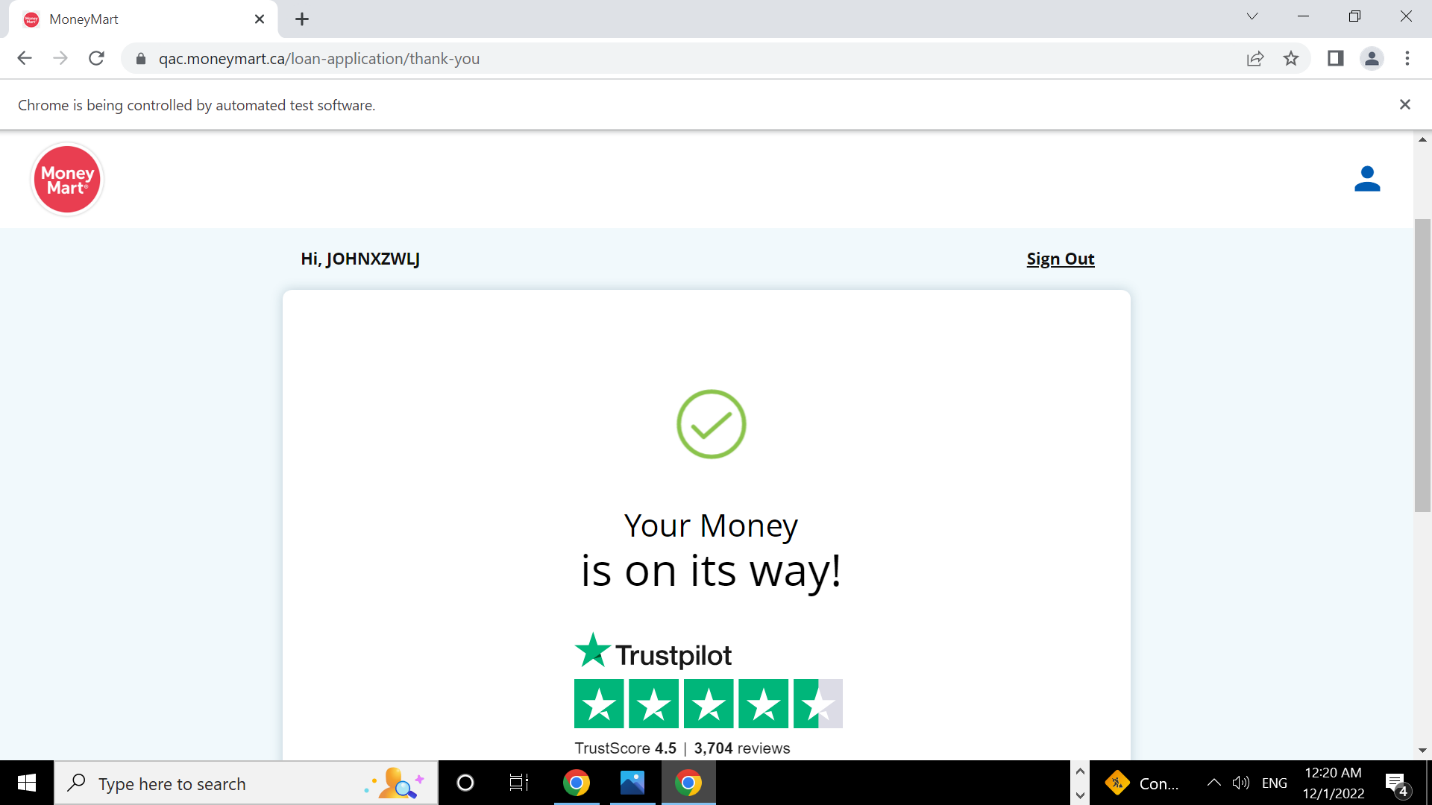 MoneyMart
qac.moneymart.ca/loan-application/thank-you
Chrome is being controlled by automated test software.
Money
Mart®
Hi, JOHNXZWLJ
Sign Out
Your Money
is on its way!
Trustpilot
TrustScore 4.5 | 3,704 reviews
Type here to search
Con...
ENG
12:20 AM
12/1/2022
4